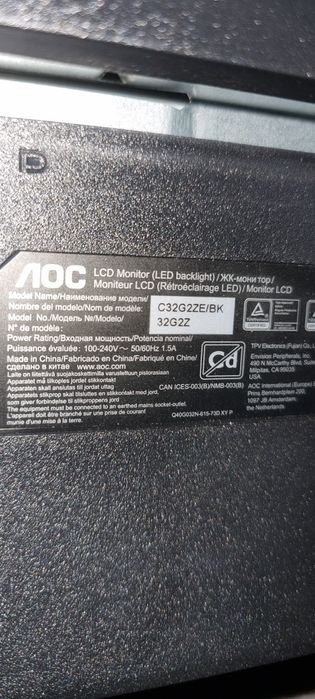 AOC
LCD Monitor (LED backlight) / ЖК-монитор /
Moniteur LCD (Rétroéclairage LED) / Monitor LCD
Model Name/Наименование модели/
Nombre del modelo/Nom de modèle:
C32G2ZE/BK
Model No./Модель №/Modelo/
N° de modèle:
32G2Z
Power Rating/Входная мощность/Potencia nominal/
Puissance évaluée: 100-240V~ 50/60Hz 1.5A
Made in China/Fabricado en China/Fabriqué en China/
сделано в китае www.aoc.com
Laite on liitettävä suojakoskettimilla varustettuun pistorasiaan
Apparaten må tilkoples jordet stikkontakt
Apparaten skall anslutas till jordat uttag
Apparatets stikprop skal tilsluttes en stikkontakt med jord,
som giver forbindelse til stikproppens jord
The equipment must be connected to an earthed mains socket-outlet.
L'appareil doit être branché sur une prise de courant
munie d'une mise à la terre.
Cd
CAN ICES-003(B)/NMB-003(B)
Q40G032N-615-73D XY P
TPV Electronics (Fujian) Co.,
Envision Peripherals, Inc.
490 N McCarthy Blvd, Suite
Milpitas, CA 95035
USA
AOC International (Europe)
Prins Bernhardplein 200,
1097 JB Amsterdam,
the Netherlands